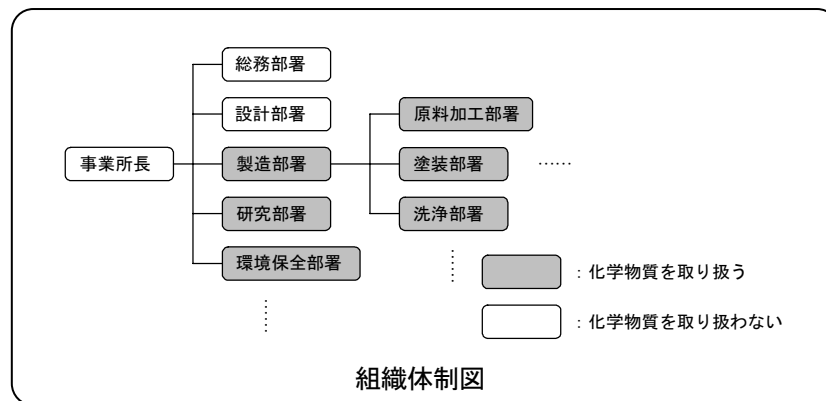 総務部署
設計部署
原料加工部署
事業所長
製造部署
塗装部署
……
研究部署
洗浄部署
環境保全部署
：化学物質を取り扱う
：化学物質を取り扱わない
組織体制図